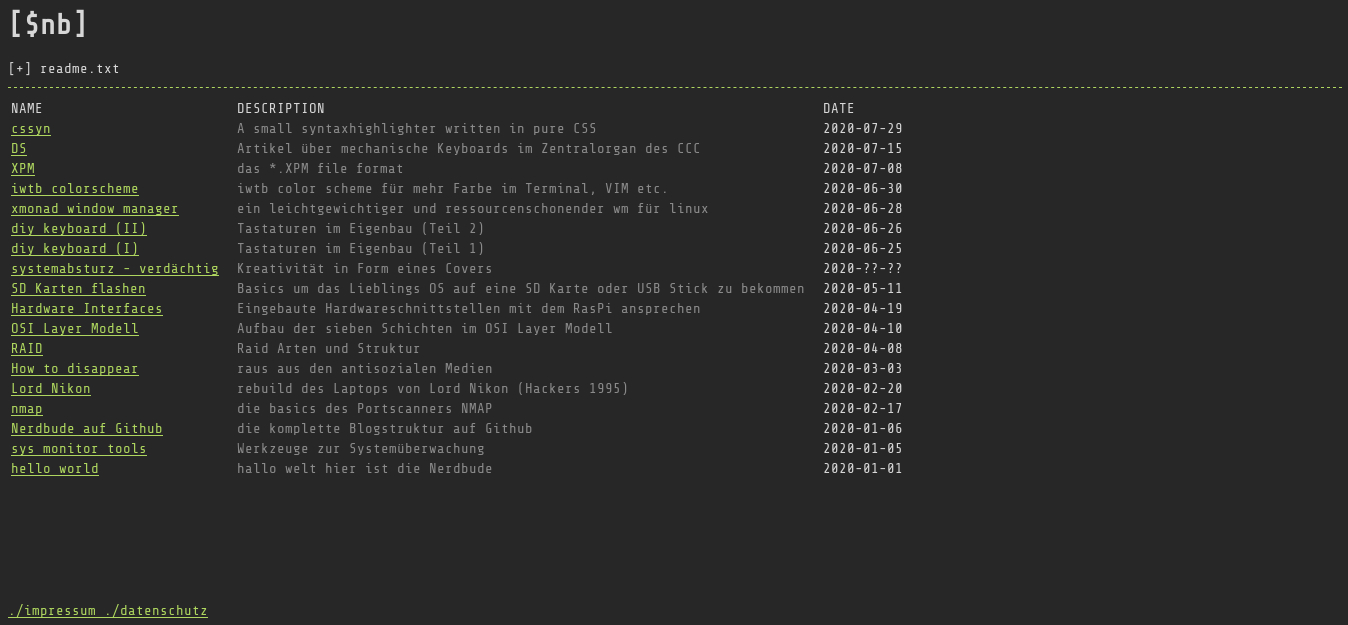 [$nb]
[+] readme.txt
NAME DESCRIPTION DATE
cssyn A small syntaxhighlighter written in pure CSS 2020-07-29
DS Artikel über mechanische Keyboards im Zentralorgan des CCC 2020-07-15
XPM das *.XPM file format 2020-07-08
iwtb colorscheme iwtb color scheme für mehr Farbe im Terminal, VIM etc. 2020-06-30
xmonad window manager ein leichtgewichtiger und ressourcenschonender wm für linux 2020-06-28
diy keyboard (II) Tastaturen im Eigenbau (Teil 2) 2020-06-26
diy keyboard (I) Tastaturen im Eigenbau (Teil 1) 2020-06-25
systemabsturz - verdächtig Kreativität in Form eines Covers 2020-??-??
SD Karten flashen Basics um das Lieblings OS auf eine SD Karte oder USB Stick zu bekommen 2020-05-11
Hardware Interfaces Eingebaute Hardwareschnittstellen mit dem RasPi ansprechen 2020-04-19
OSI Layer Modell Aufbau der sieben Schichten im OSI Layer Modell 2020-04-10
RAID Raid Arten und Struktur 2020-04-08
How to disappear raus aus den antisozialen Medien 2020-03-03
Lord Nikon rebuild des Laptops von Lord Nikon (Hackers 1995) 2020-02-20
nmap die basics des Portscanners NMAP 2020-02-17
Nerdbude auf Github die komplette Blogstruktur auf Github 2020-01-06
sys monitor tools Werkzeuge zur Systemüberwachung 2020-01-05
hello world hallo welt hier ist die Nerdbude 2020-01-01
./impressum ./datenschutz